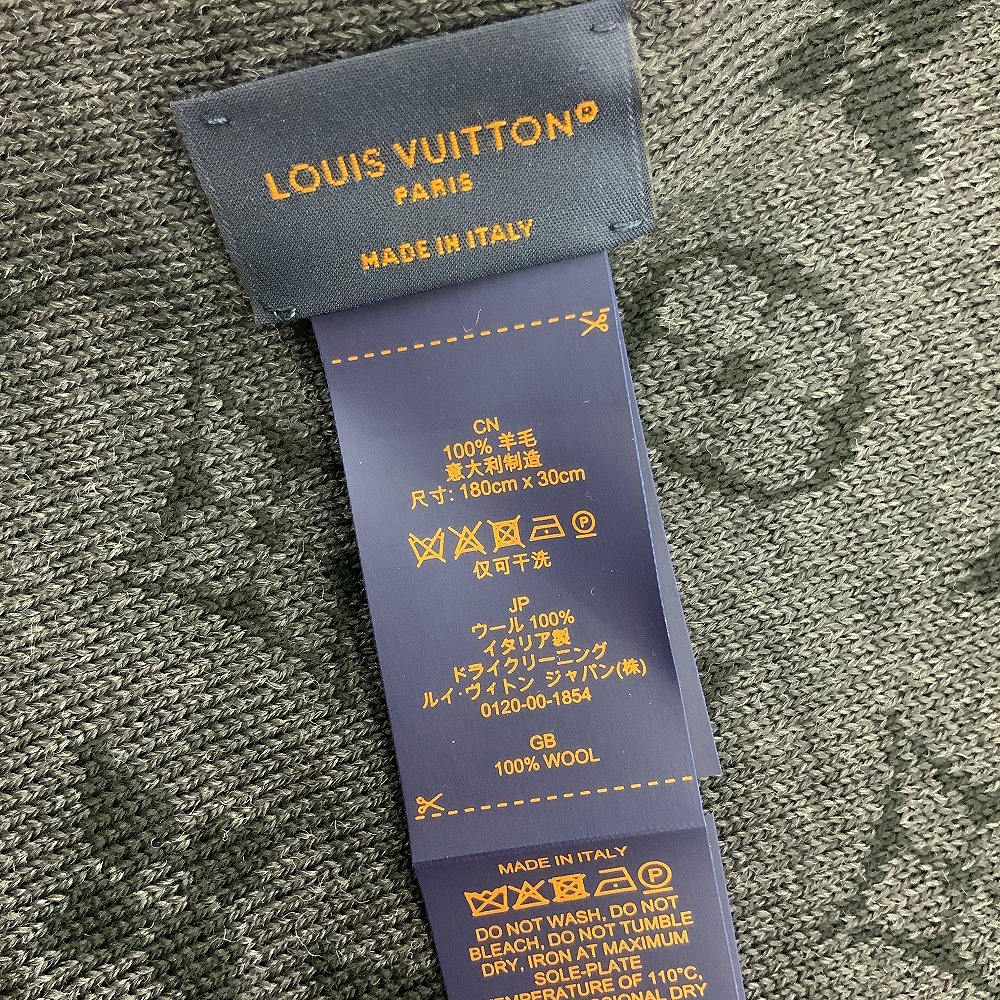 LOUIS VUITTON®
PARIS
MADE IN ITALY
CN
100% 羊毛
意大利制造
尺寸: 180cm x 30cm
仅可干洗
JP
ウール 100%
イタリア製
ドライクリーニング
ルイ·ヴィトン ジャパン(株)
0120-00-1854
GB
100% WOOL
MADE IN ITALY
DO NOT WASH, DO NOT
BLEACH, DO NOT TUMBLE
DRY, IRON AT MAXIMUM
SOLE-PLATE
TEMPERATURE OF 110°C,
DRY